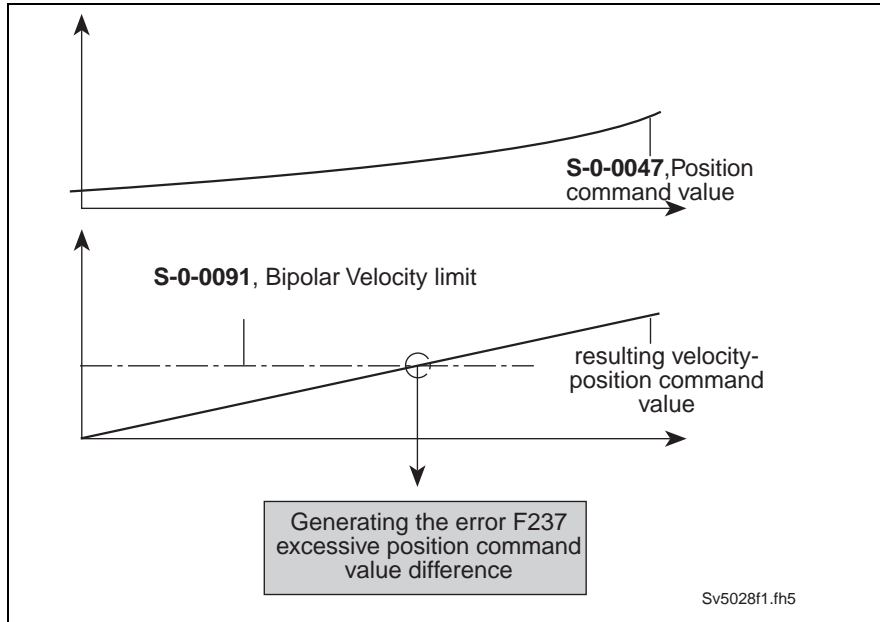 S-0-0047,Position
command value
S-0-0091, Bipolar Velocity limit
resulting velocity-
position command
value
Generating the error F237
excessive position command
value difference
Sv5028f1.fh5